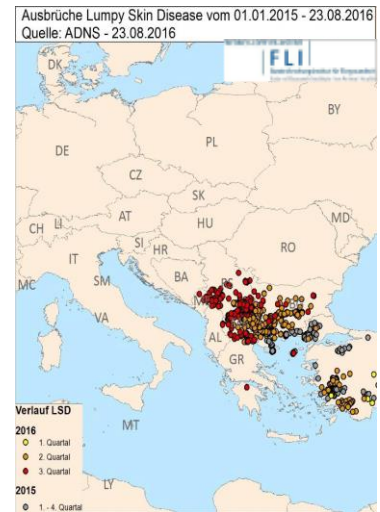 Ausbrüche Lumpy Skin Disease vom 01.01.2015 - 23.08.2016
Quelle: ADNS - 23.08.2016
FLI
DK
BY
DE
PL
CZ
SK
AT
HU
MD
CH
LI
SI
HR
RO
IT
BA
MC
SM
VA
AL
GR
MT
LY
Verlauf LSD
2016
1. Quartal
2. Quartal
3. Quartal
2015
1. - 4. Quartal